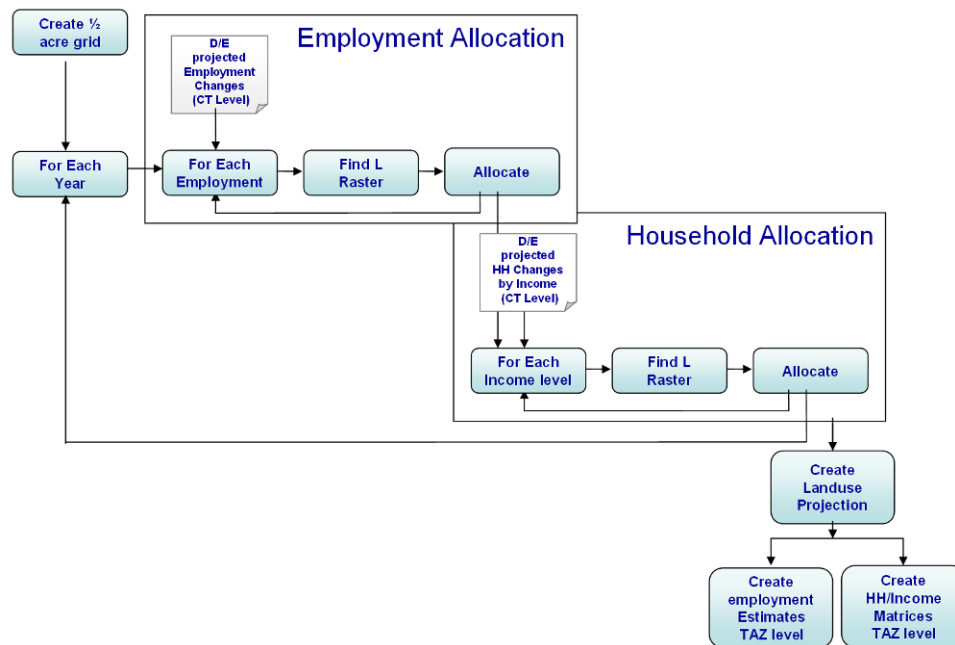 Create ½
acre grid
Employment Allocation
D/E
projected
Employment
Changes
(CT Level)
For Each
Year
For Each
Employment
Find L
Raster
Allocate
Household Allocation
D/E
projected
HH Changes
by Income
(CT Level)
For Each
Income level
Find L
Raster
Allocate
Create
Landuse
Projection
Create
employment
Estimates
TAZ level
Create
HH/Income
Matrices
TAZ level